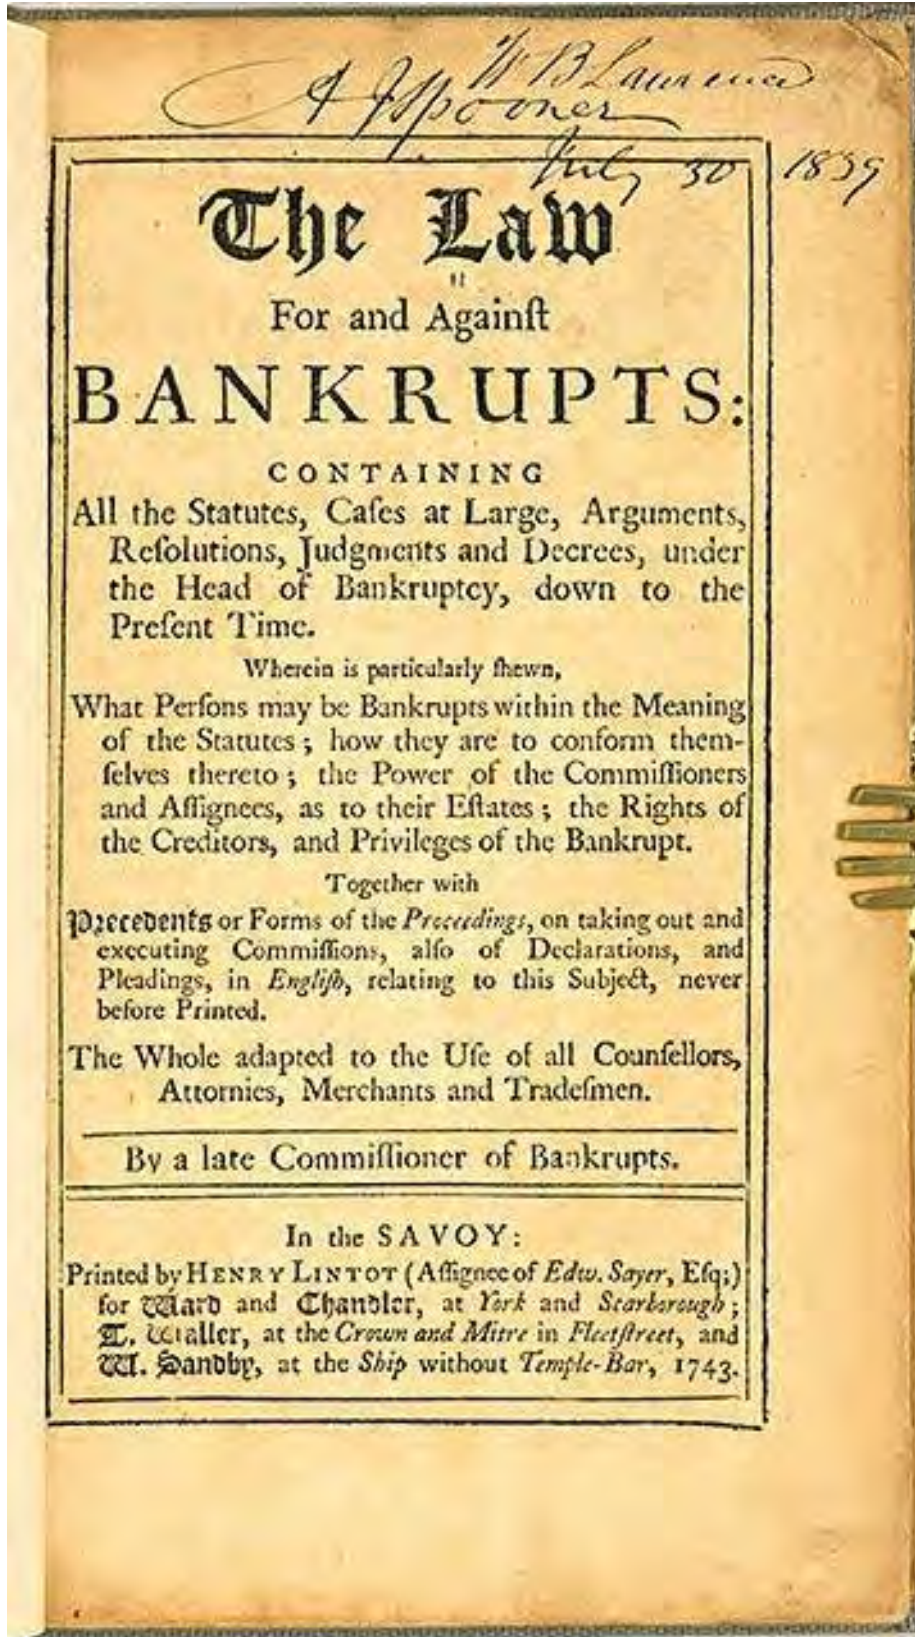 W B Lawrence
A J Spooner
July 30 1839
The Law
For and Againſt
BANKRUPTS:
CONTAINING
All the Statutes, Caſes at Large, Arguments,
Reſolutions, Judgments and Decrees, under
the Head of Bankruptcy, down to the
Preſent Time.
Wherein is particularly ſhewn,
What Perſons may be Bankrupts within the Meaning
of the Statutes; how they are to conform them-
ſelves thereto; the Power of the Commiſſioners
and Aſſignees, as to their Eſtates; the Rights of
the Creditors, and Privileges of the Bankrupt.
Together with
Precedents or Forms of the Proceedings, on taking out and
executing Commiſſions, alſo of Declarations, and
Pleadings, in Engliſh, relating to this Subject, never
before Printed.
The Whole adapted to the Uſe of all Counſellors,
Attornies, Merchants and Tradeſmen.
By a late Commiſſioner of Bankrupts.
In the SAVOY:
Printed by HENRY LINTOT (Aſſignee of Edw. Sayer, Eſq;)
for Ward and Chandler, at York and Scarborough;
T. Waller, at the Crown and Mitre in Fleetſtreet, and
W. Sandby, at the Ship without Temple-Bar, 1743.